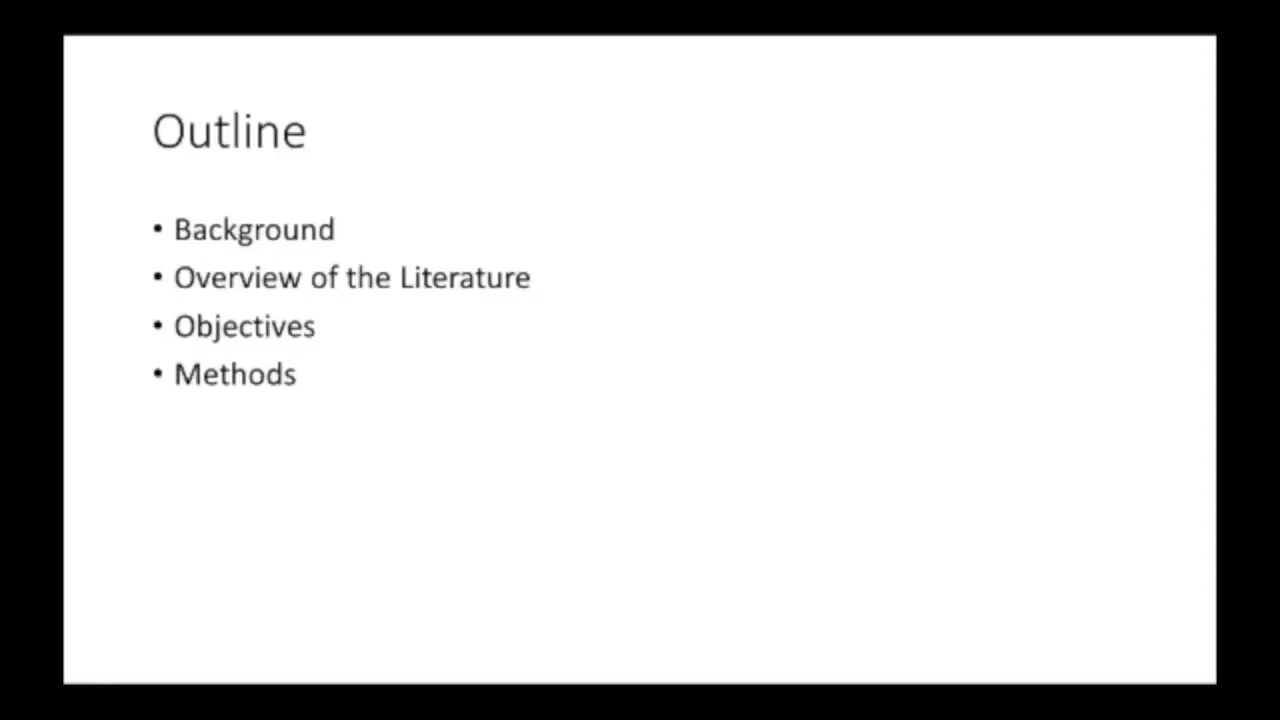 Outline
• Background
• Overview of the Literature
• Objectives
• Methods